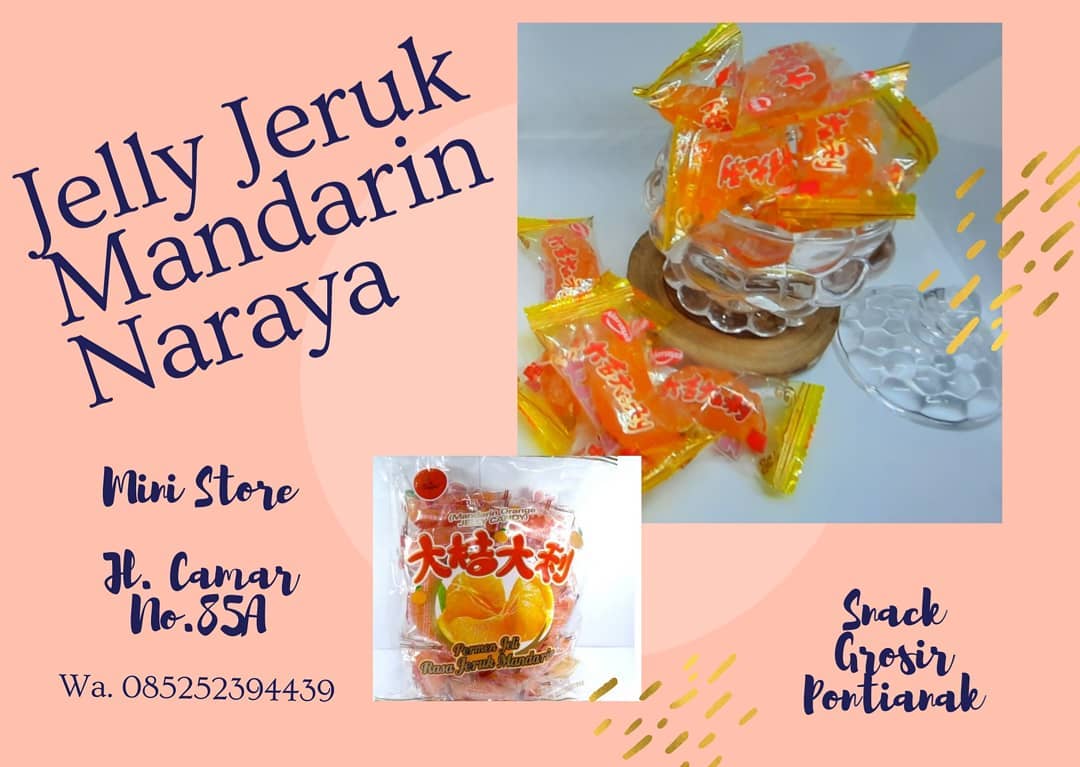 Jelly Jeruk
Mandarin
Naraya
Mini Store
Jl. Camar
No.85A
Wa. 085252394439
(Mandarin Orange
JELLY CANDY)
大桔大利
Permen Jeli
Rasa Jeruk Mandarin
Snack
Grosir
Pontianak